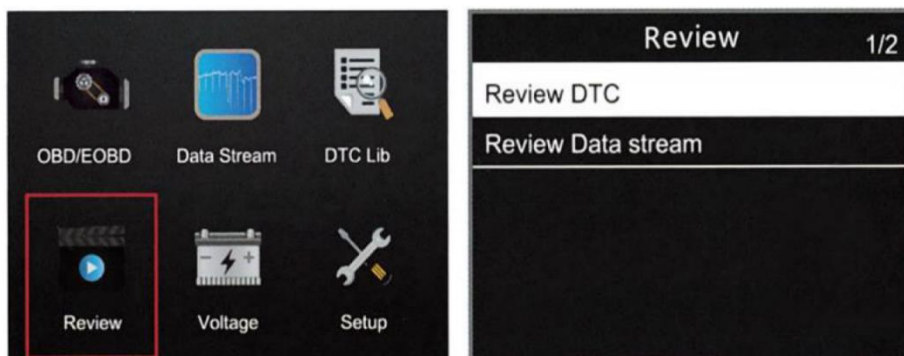 OBD/EOBD Data Stream DTC Lib
Review Voltage Setup
Review 1/2
Review DTC
Review Data stream